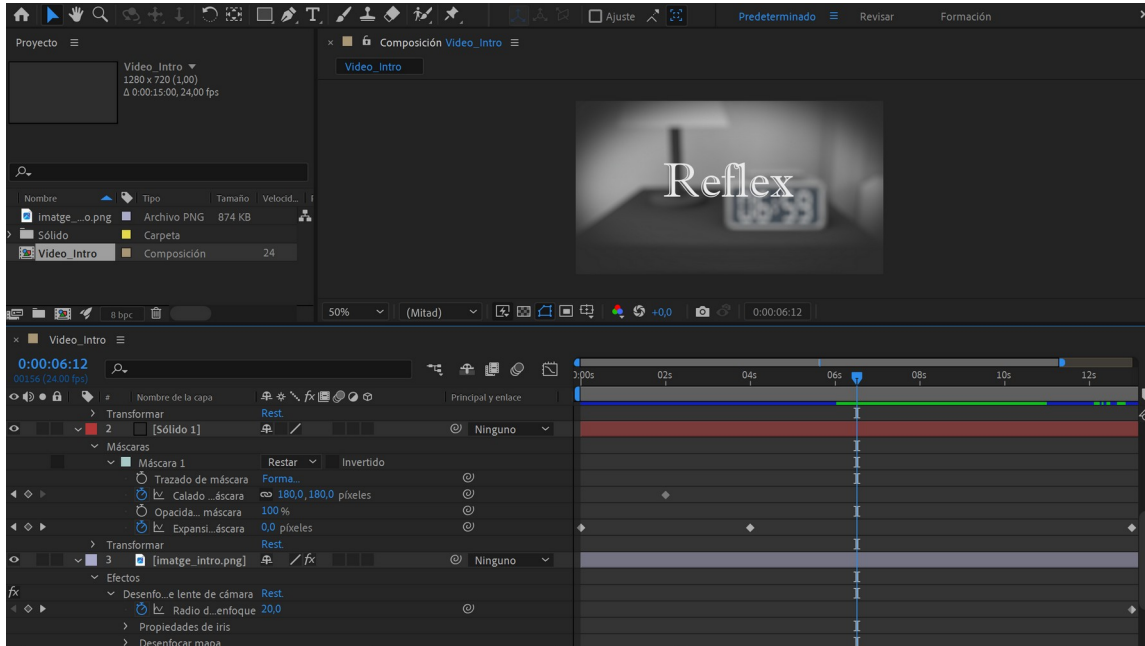 Ajuste Predeterminado Revisar Formación
Proyecto
Composición Video_Intro
Video_Intro
1280 x 720 (1,00)
Δ 0:00:15:00, 24,00 fps
Video_Intro
Reflex
Nombre Tipo Tamaño Velocid...
imatge_...o.png Archivo PNG 874 KB
Sólido Carpeta
Video_Intro Composición 24
8 bpc
50% (Mitad) +0,0 0:00:06:12
Video_Intro
0:00:06:12
00156 (24.00 fps)
02s 04s 06s 08s 10s 12s
# Nombre de la capa Principal y enlace
Transformar Rest.
2 [Sólido 1] Ninguno
Máscaras
Máscara 1 Restar Invertido
Trazado de máscara Forma...
Calado ...áscara 180,0,180,0 píxeles
Opacida... máscara 100 %
Expansi...áscara 0,0 píxeles
Transformar Rest.
3 [imatge_intro.png] fx Ninguno
Efectos
fx Desenfo...e lente de cámara Rest.
Radio d...enfoque 20,0
Propiedades de iris
Desenfocar mapa